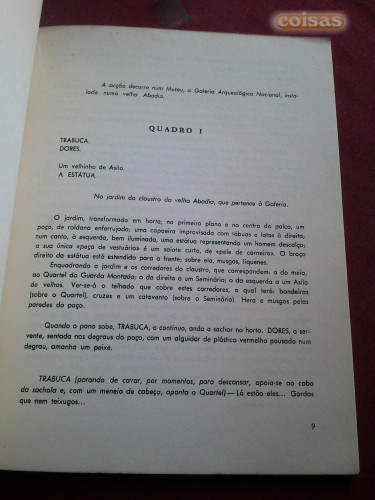 coisas
A acção decorre num Museu, a Galeria Arqueológica Nacional, insta-
lada numa velha Abadia.
QUADRO I
TRABUCA.
DORES.
Um velhinho de Asilo.
A ESTÁTUA.
No jardim do claustro da velha Abadia, que pertence à Galeria.
O jardim, transformado em horta; no primeiro plano e no centro do palco, um
poço, de roldana enferrujada; uma capoeira improvisada com tábuas e latas à direita;
num canto, à esquerda, bem iluminada, uma estátua representando um homem descalço;
a sua única «peça de vestuário» é um saiote curto, de «pele de carneiro». O braço
direito da estátua está estendido para a frente; sobre ela, musgos, líquenes.
Enquadrando o jardim e os corredores do claustro, que correspondem: o do meio,
ao Quartel da Guarda Montada; o da direita a um Seminário; o da esquerda a um Asilo
de velhos. Ver-se-á o telhado que cobre estes corredores, o qual terá: bandeiras
(sobre o Quartel), cruzes e um catavento (sobre o Seminário). Hera e musgos pelas
paredes do poço.
Quando o pano sobe, TRABUCA, o contínuo, anda a sachar na horta. DORES, a ser-
vente, sentada nos degraus do poço, com um alguidar de plástico vermelho pousado num
degrau, amanha um peixe.
TRABUCA (parando de cavar, por momentos, para descansar, apoia-se ao cabo
da sachola e, com um meneio de cabeça, aponta o Quartel) — Lá estão eles... Gordos
que nem teixugos...
9